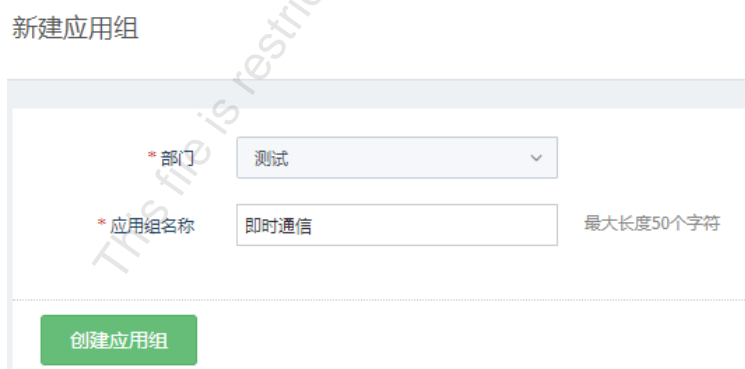 新建应用组
This file is restric
* 部门 测试
* 应用组名称 即时通信 最大长度50个字符
创建应用组